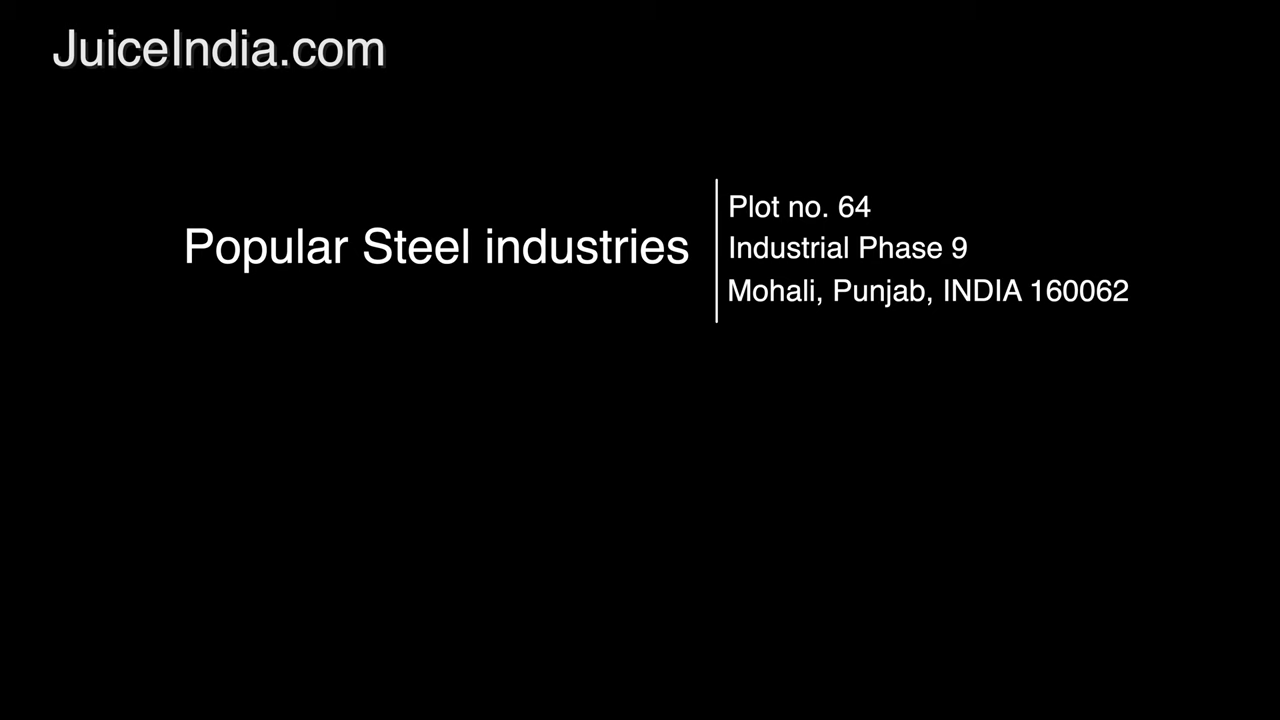 JuiceIndia.com
Popular Steel industries
Plot no. 64
Industrial Phase 9
Mohali, Punjab, INDIA 160062